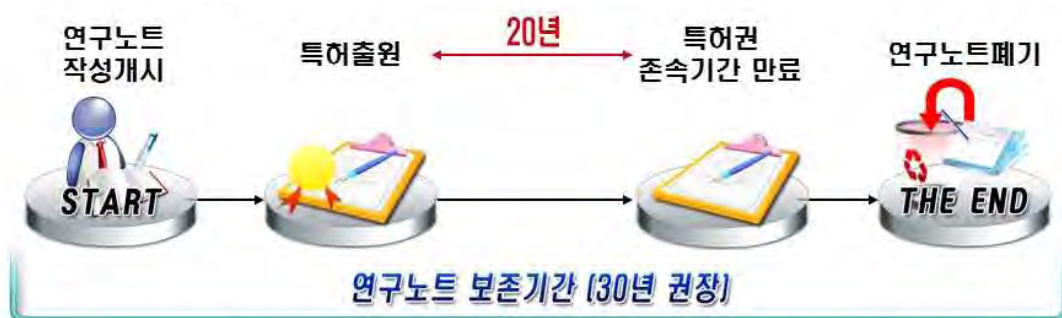 연구노트
작성개시
특허출원
20년
특허권
존속기간 만료
연구노트폐기
START
THE END
연구노트 보존기간 (30년 권장)